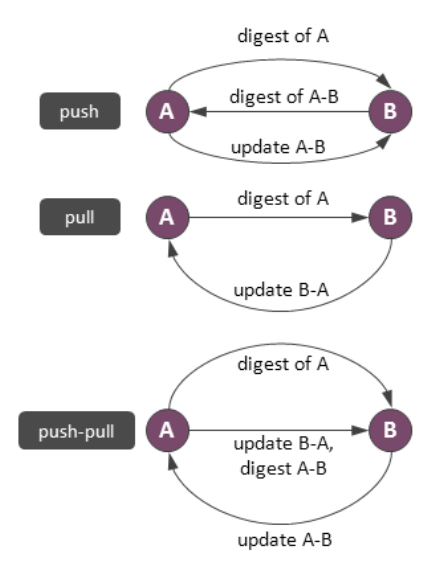 digest of A
push
A
digest of A-B
B
update A-B
pull
A
digest of A
B
update B-A
digest of A
push-pull
A
B
update B-A,
digest A-B
update A-B